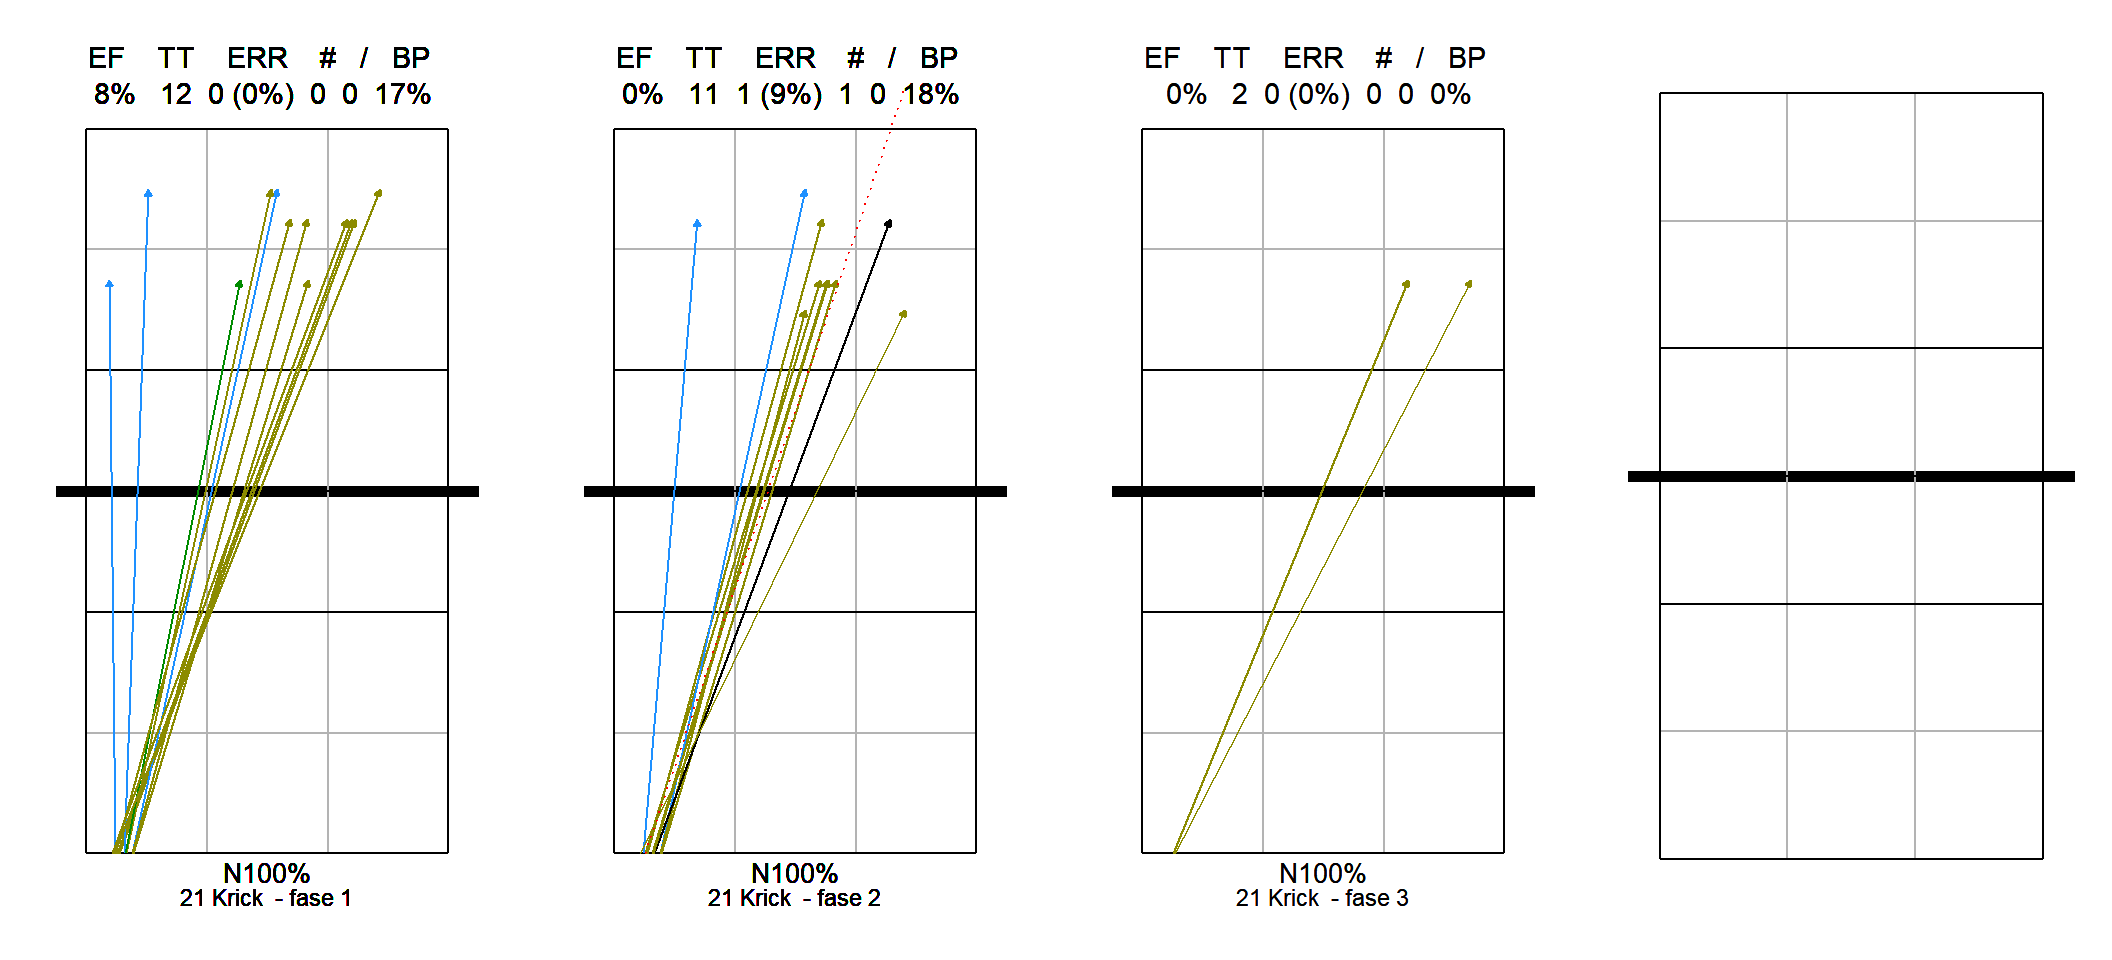 EF TT ERR # / BP
8% 12 0 (0%) 0 0 17%
N100%
21 Krick - fase 1
EF TT ERR # / BP
0% 11 1 (9%) 1 0 18%
N100%
21 Krick - fase 2
EF TT ERR # / BP
0% 2 0 (0%) 0 0 0%
N100%
21 Krick - fase 3